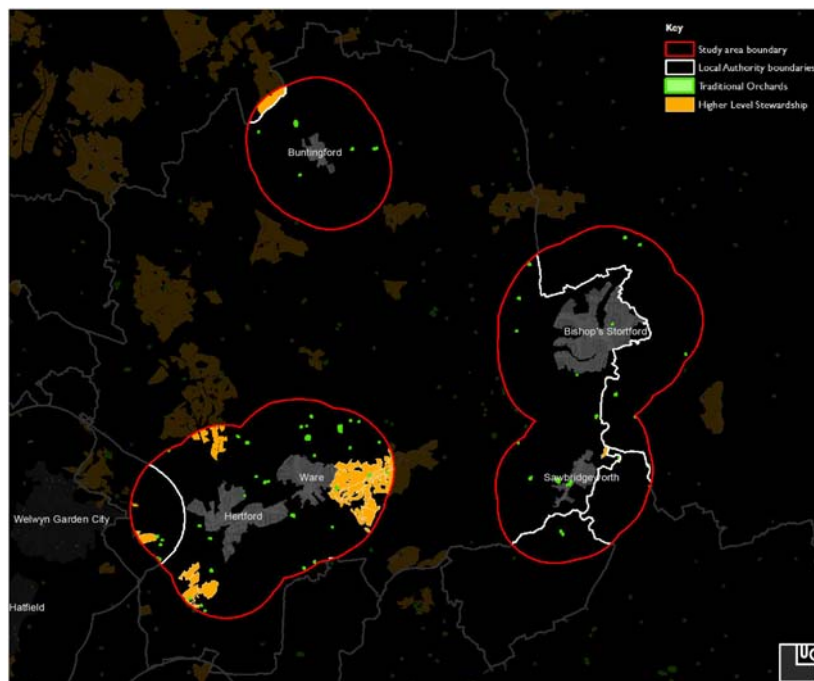 Key
Study area boundary
Local Authority boundaries
Traditional Orchards
Higher Level Stewardship
Buntingford
Bishop's Stortford
Sawbridgeworth
Ware
Hertford
Welwyn Garden City
Hatfield